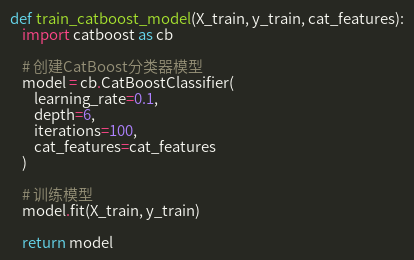 def train_catboost_model(X_train, y_train, cat_features):
    import catboost as cb

    # 创建CatBoost分类器模型
    model = cb.CatBoostClassifier(
        learning_rate=0.1,
        depth=6,
        iterations=100,
        cat_features=cat_features
    )

    # 训练模型
    model.fit(X_train, y_train)

    return model